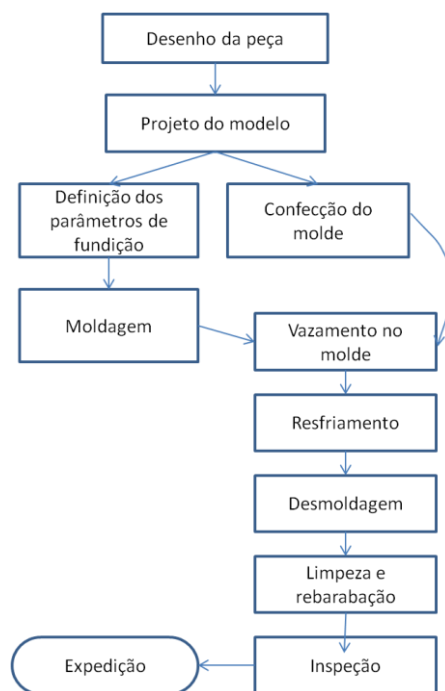 Desenho da peça
Projeto do modelo
Definição dos
parâmetros de
fundição
Confecção do
molde
Moldagem
Vazamento no
molde
Resfriamento
Desmoldagem
Limpeza e
rebarabação
Expedição
Inspeção